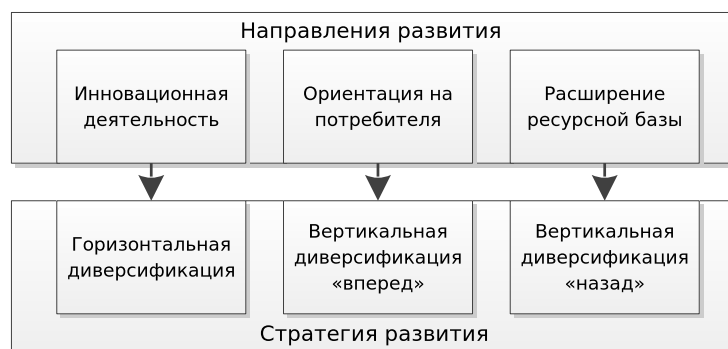 Направления развития
Инновационная
деятельность
Ориентация на
потребителя
Расширение
ресурсной базы
Горизонтальная
диверсификация
Вертикальная
диверсификация
«вперед»
Вертикальная
диверсификация
«назад»
Стратегия развития